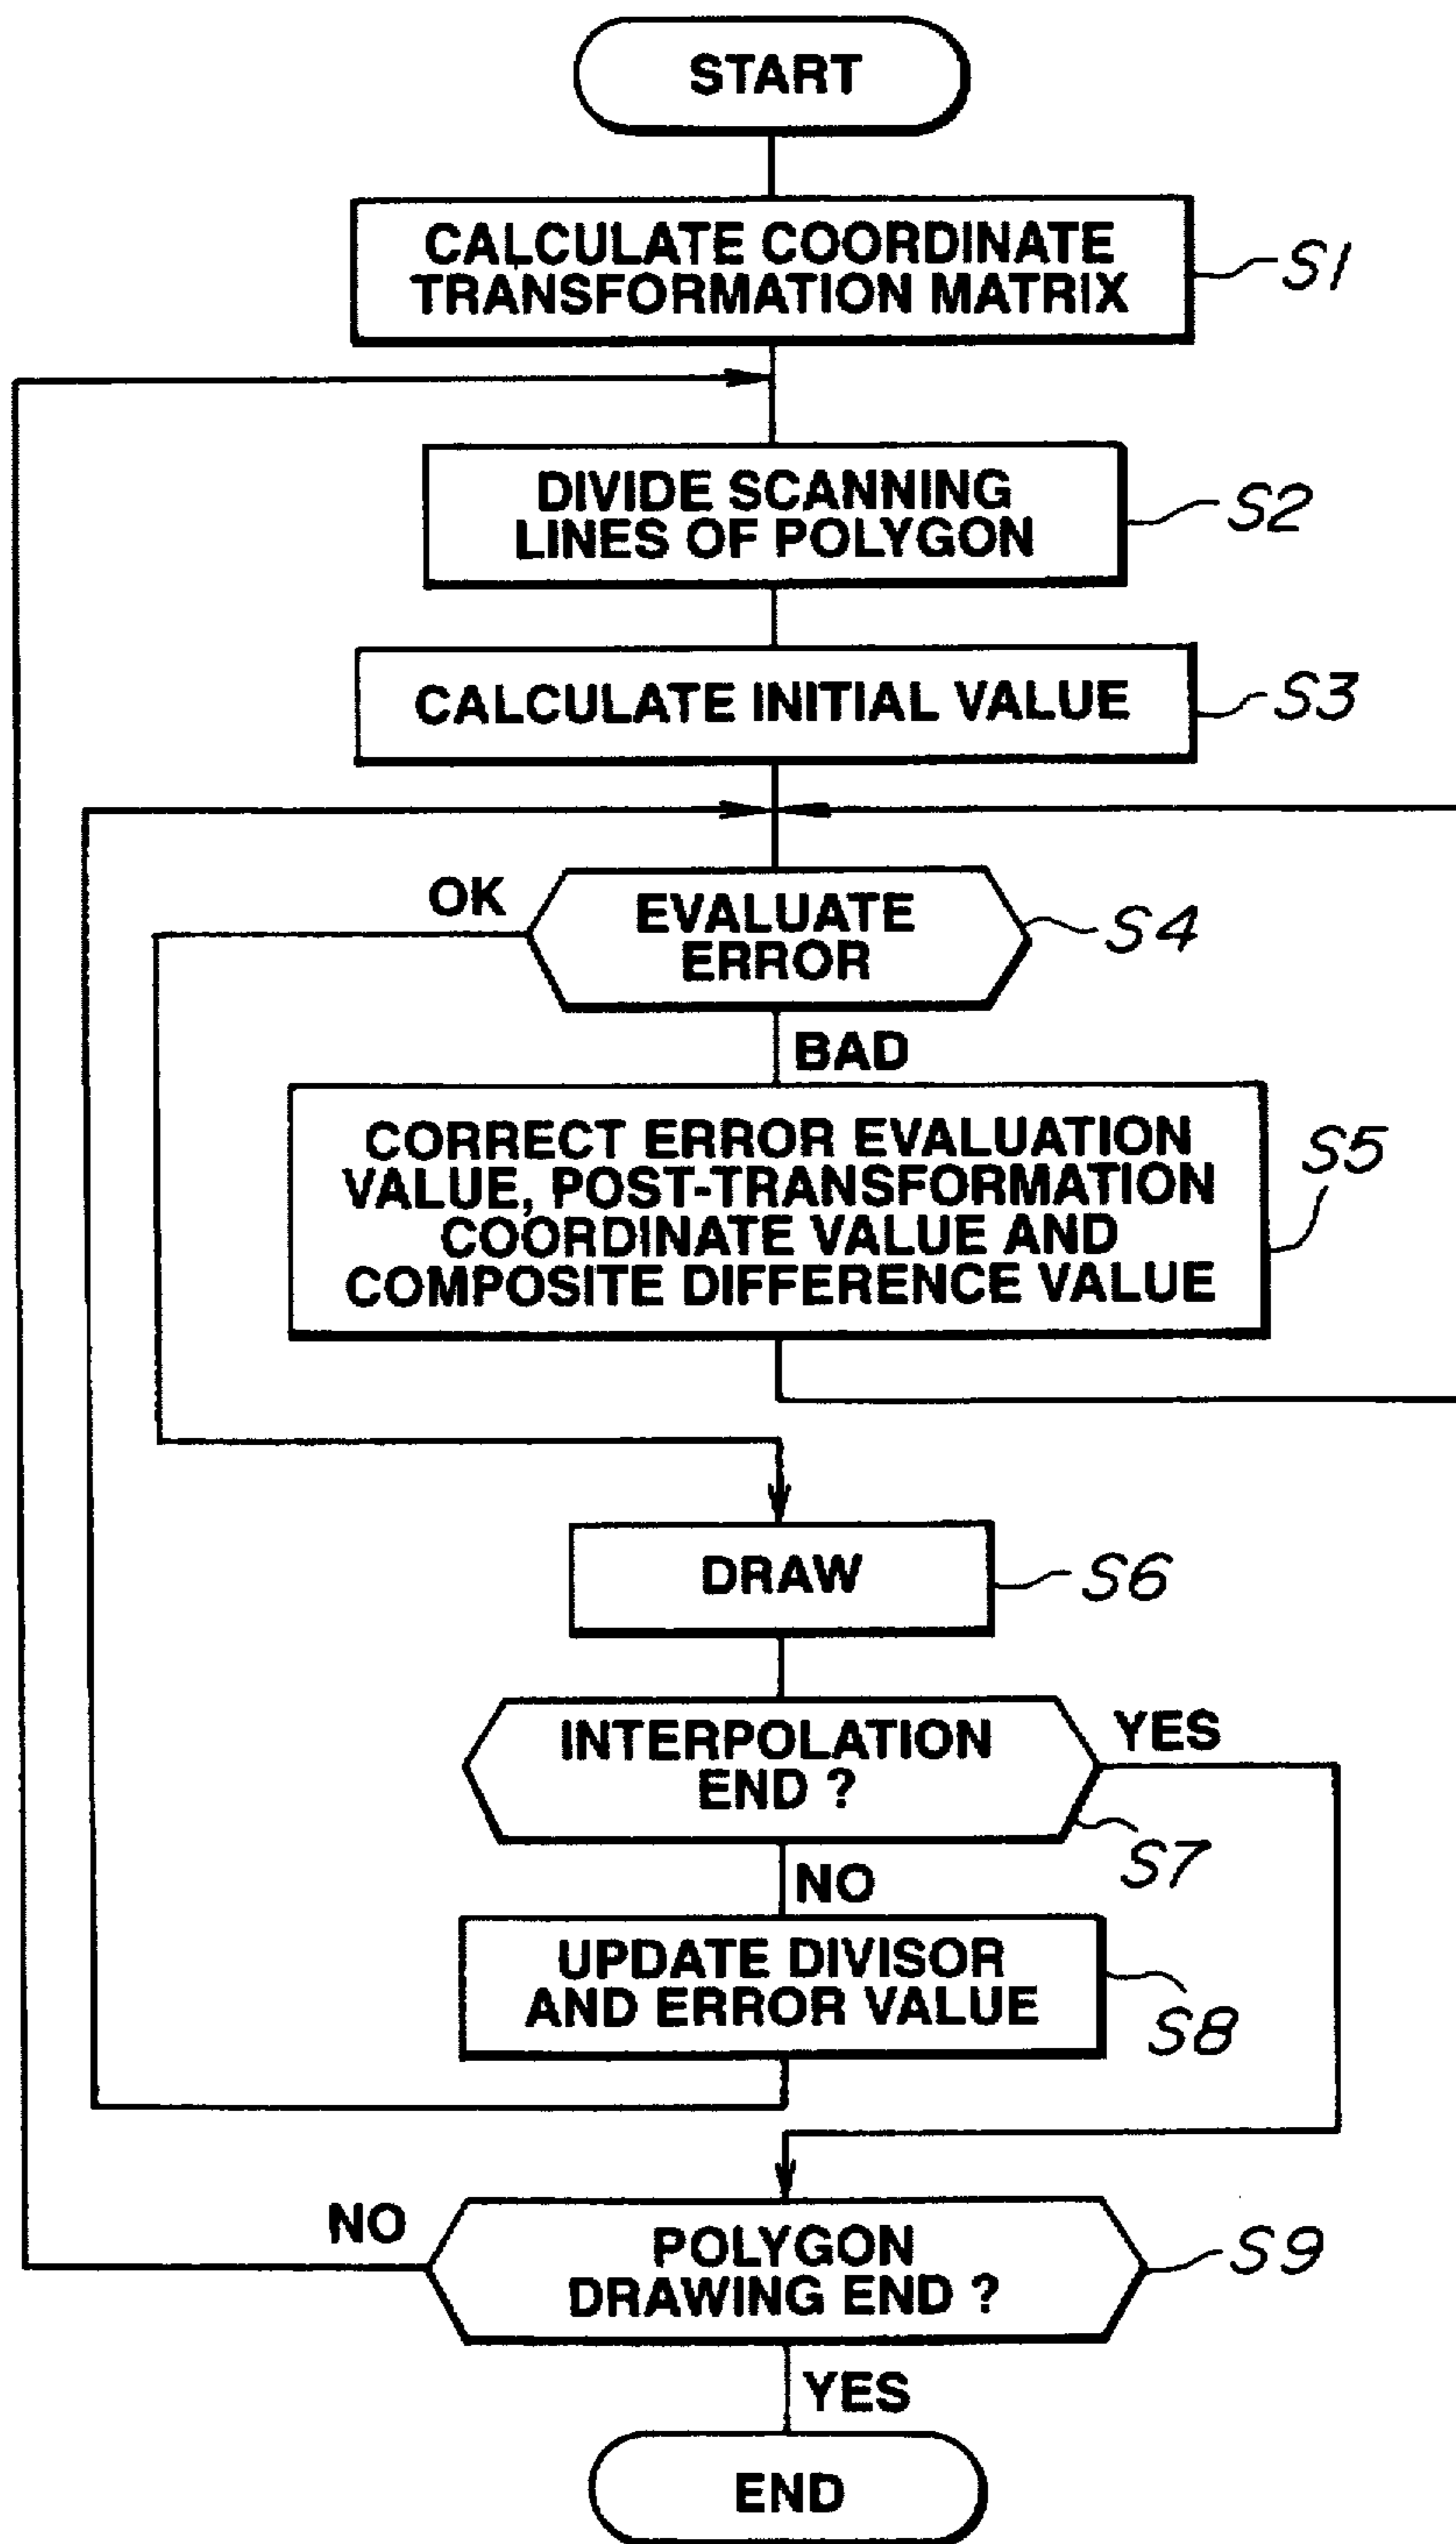 START
CALCULATE COORDINATE
TRANSFORMATION MATRIX
S1
DIVIDE SCANNING
LINES OF POLYGON
S2
CALCULATE INITIAL VALUE
S3
OK
EVALUATE
ERROR
S4
BAD
CORRECT ERROR EVALUATION
VALUE, POST-TRANSFORMATION
COORDINATE VALUE AND
COMPOSITE DIFFERENCE VALUE
S5
DRAW
S6
INTERPOLATION
END ?
YES
S7
NO
UPDATE DIVISOR
AND ERROR VALUE
S8
NO
POLYGON
DRAWING END ?
S9
YES
END